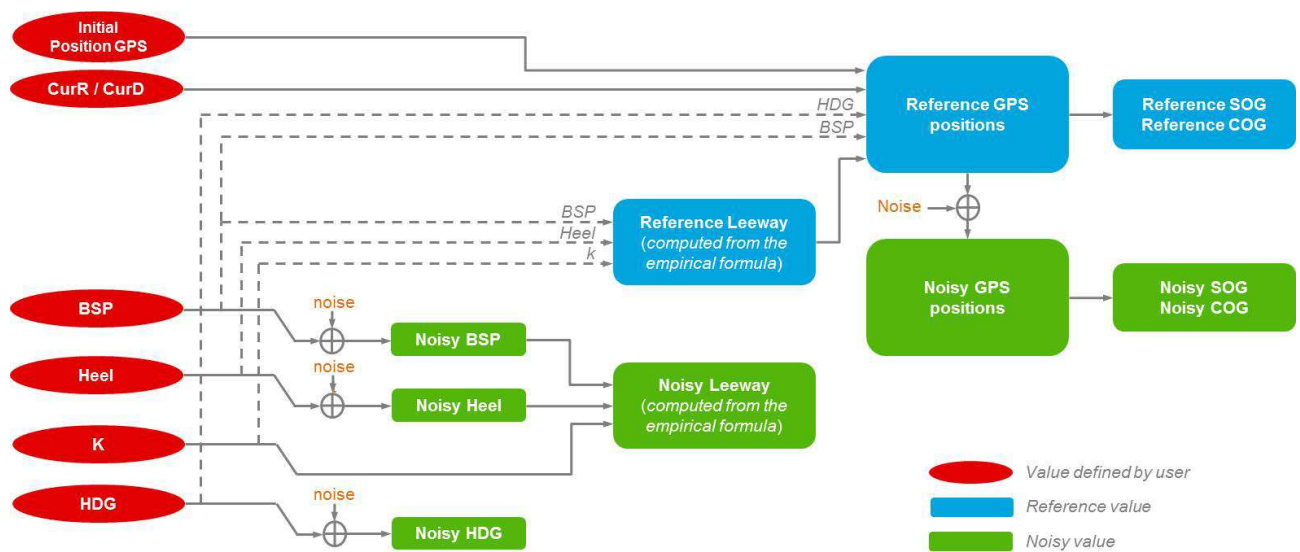 Initial
Position GPS
CurR / CurD
HDG
BSP
Reference GPS
positions
Reference SOG
Reference COG
Noise
BSP
Heel
k
Reference Leeway
(computed from the
empirical formula)
Noisy GPS
positions
Noisy SOG
Noisy COG
BSP
noise
Noisy BSP
Heel
noise
Noisy Heel
Noisy Leeway
(computed from the
empirical formula)
K
HDG
noise
Noisy HDG
Value defined by user
Reference value
Noisy value